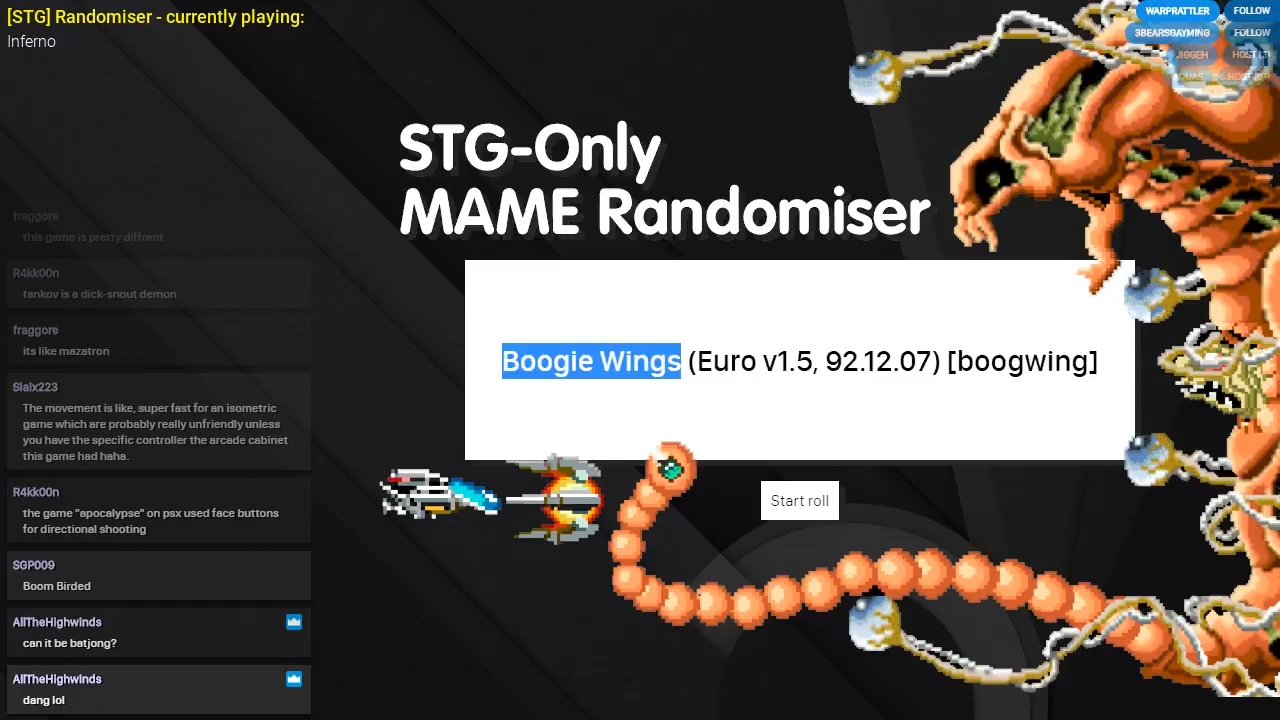 [STG] Randomiser - currently playing:
Inferno
WARPRATTLER FOLLOW
3BEARSGAYMING FOLLOW
JIGGEH HOST (3)
STG-Only
MAME Randomiser
Boogie Wings (Euro v1.5, 92.12.07) [boogwing]
Start roll
fraggore
this game is pretty diffrent
R4kk00n
tankov is a dick-snout demon
fraggore
its like mazatron
Slalx223
The movement is like, super fast for an isometric
game which are probably really unfriendly unless
you have the specific controller the arcade cabinet
this game had haha.
R4kk00n
the game "apocalypse" on psx used face buttons
for directional shooting
SGP009
Boom Birded
AllTheHighwinds
can it be batjong?
AllTheHighwinds
dang lol